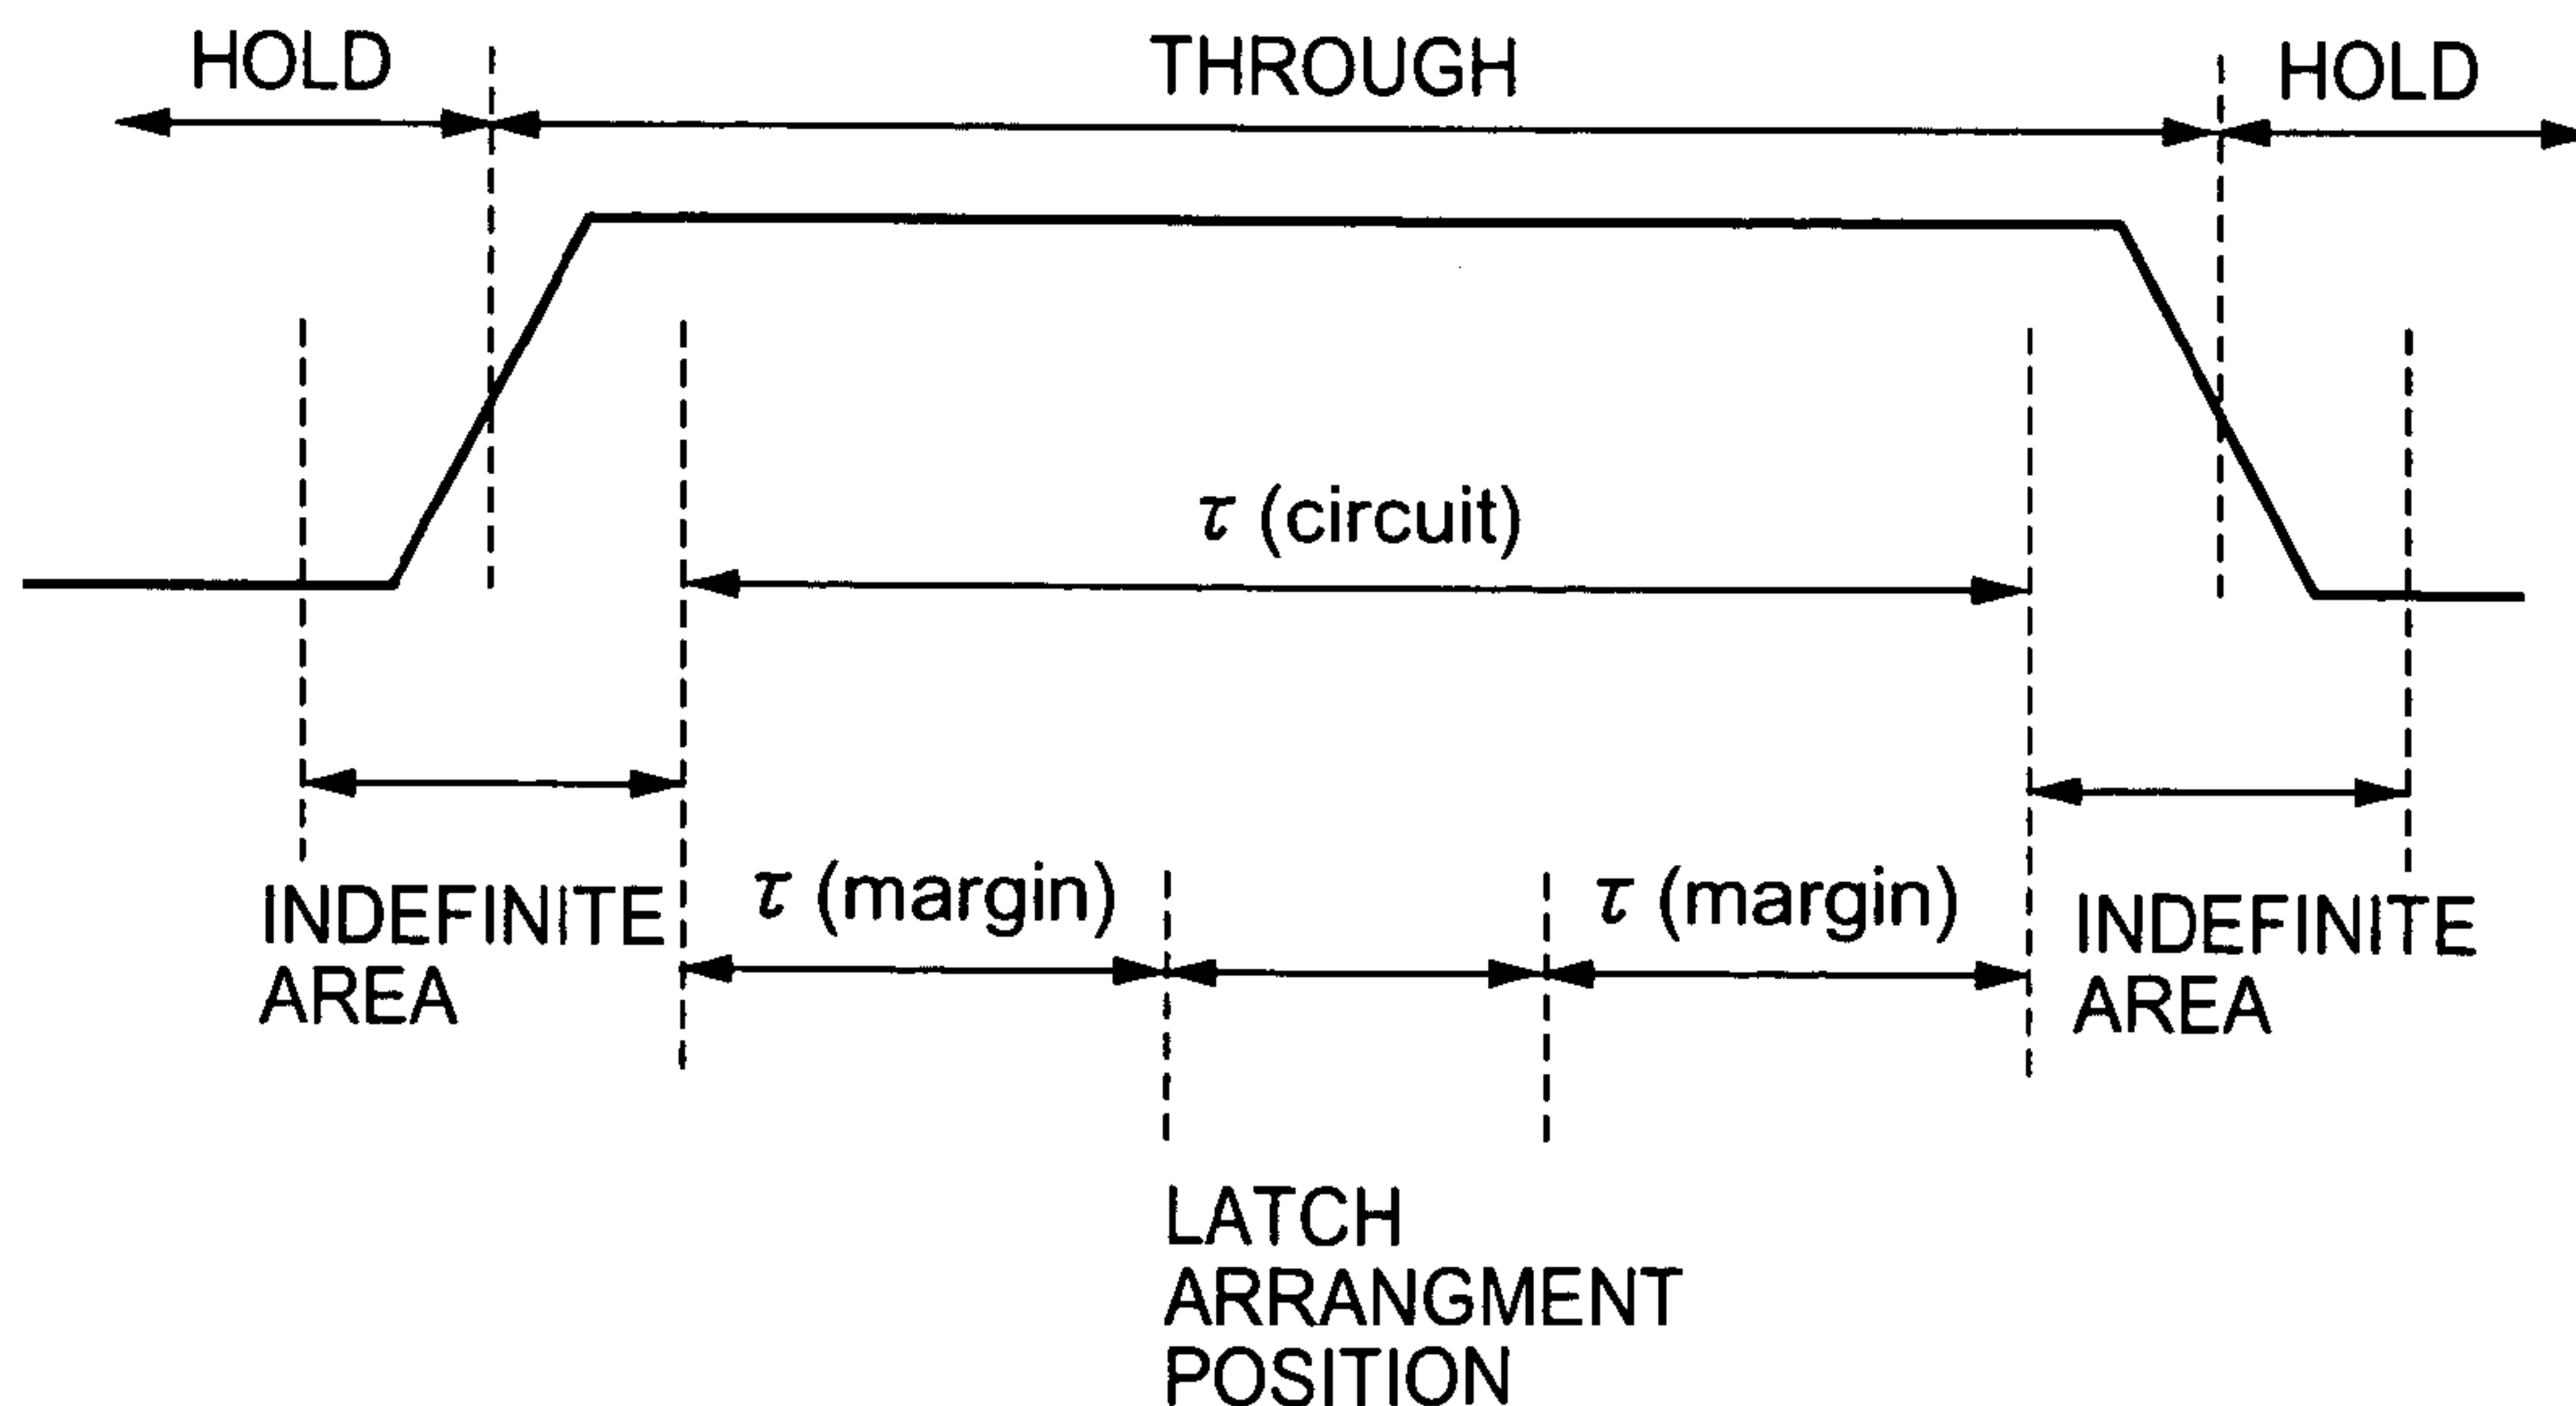 HOLD
THROUGH
HOLD
τ (circuit)
τ (margin)
τ (margin)
INDEFINITE
AREA
INDEFINITE
AREA
LATCH
ARRANGMENT
POSITION